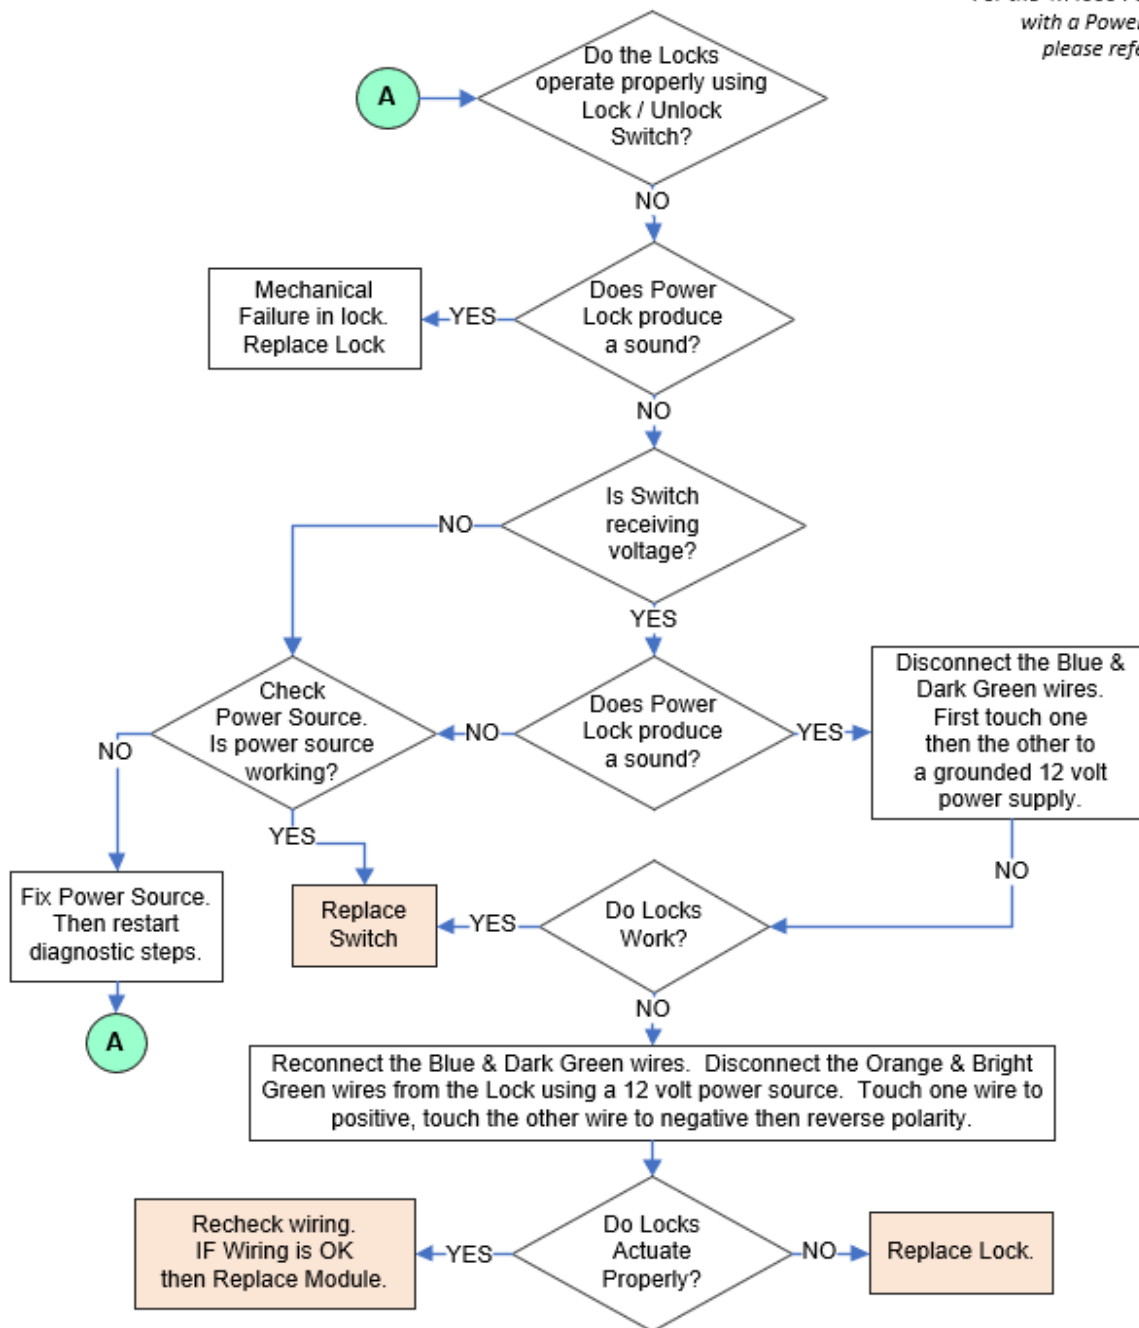 with a Power
please refe
Do the Locks
operate properly using
Lock / Unlock
Switch?
A
NO
Does Power
Lock produce
a sound?
YES
Mechanical
Failure in lock.
Replace Lock
NO
Is Switch
receiving
voltage?
NO
YES
Check
Power Source.
Is power source
working?
NO
Does Power
Lock produce
a sound?
YES
Disconnect the Blue &
Dark Green wires.
First touch one
then the other to
a grounded 12 volt
power supply.
NO
YES
NO
Fix Power Source.
Then restart
diagnostic steps.
Replace
Switch
YES
Do Locks
Work?
A
NO
Reconnect the Blue & Dark Green wires. Disconnect the Orange & Bright
Green wires from the Lock using a 12 volt power source. Touch one wire to
positive, touch the other wire to negative then reverse polarity.
Recheck wiring.
IF Wiring is OK
then Replace Module.
YES
Do Locks
Actuate
Properly?
NO
Replace Lock.